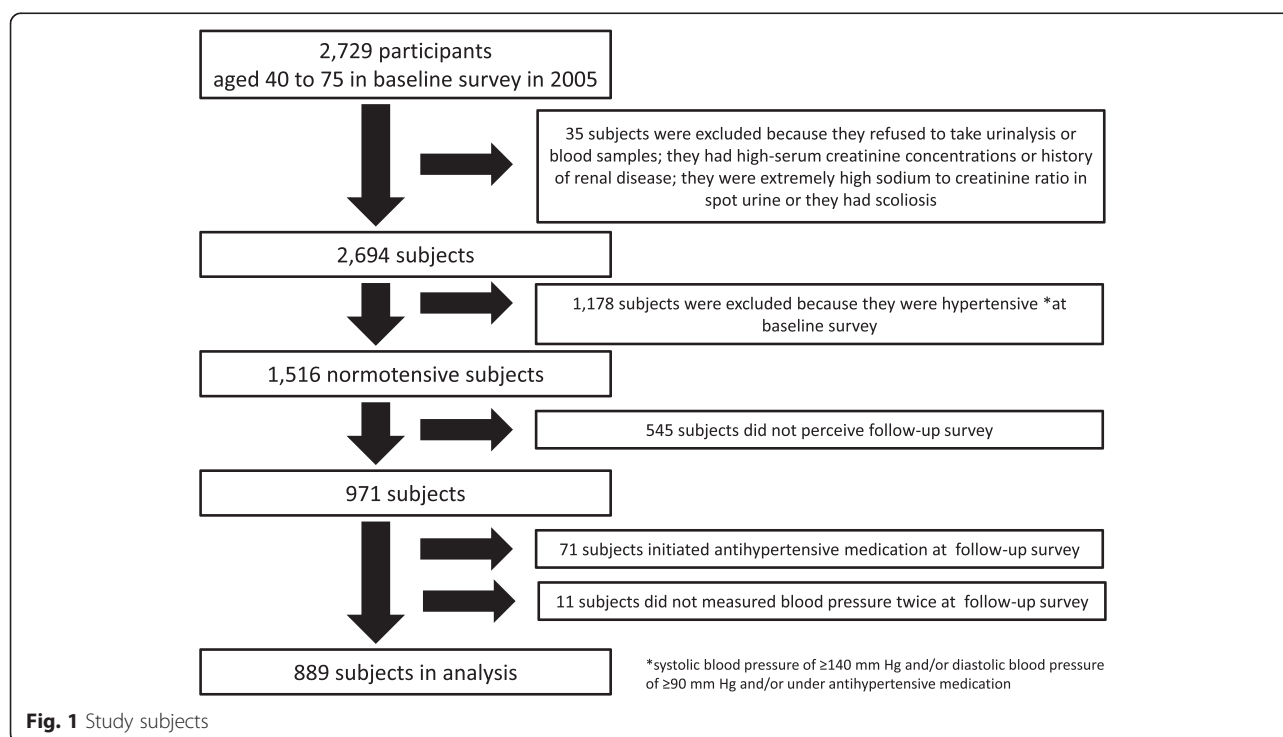 2,729 participants
aged 40 to 75 in baseline survey in 2005
35 subjects were excluded because they refused to take urinalysis or
blood samples; they had high-serum creatinine concentrations or history
of renal disease; they were extremely high sodium to creatinine ratio in
spot urine or they had scoliosis
2,694 subjects
1,178 subjects were excluded because they were hypertensive *at
baseline survey
1,516 normotensive subjects
545 subjects did not perceive follow-up survey
971 subjects
71 subjects initiated antihypertensive medication at follow-up survey
11 subjects did not measured blood pressure twice at follow-up survey
889 subjects in analysis
*systolic blood pressure of ≥140 mm Hg and/or diastolic blood pressure
of ≥90 mm Hg and/or under antihypertensive medication
Fig. 1 Study subjects